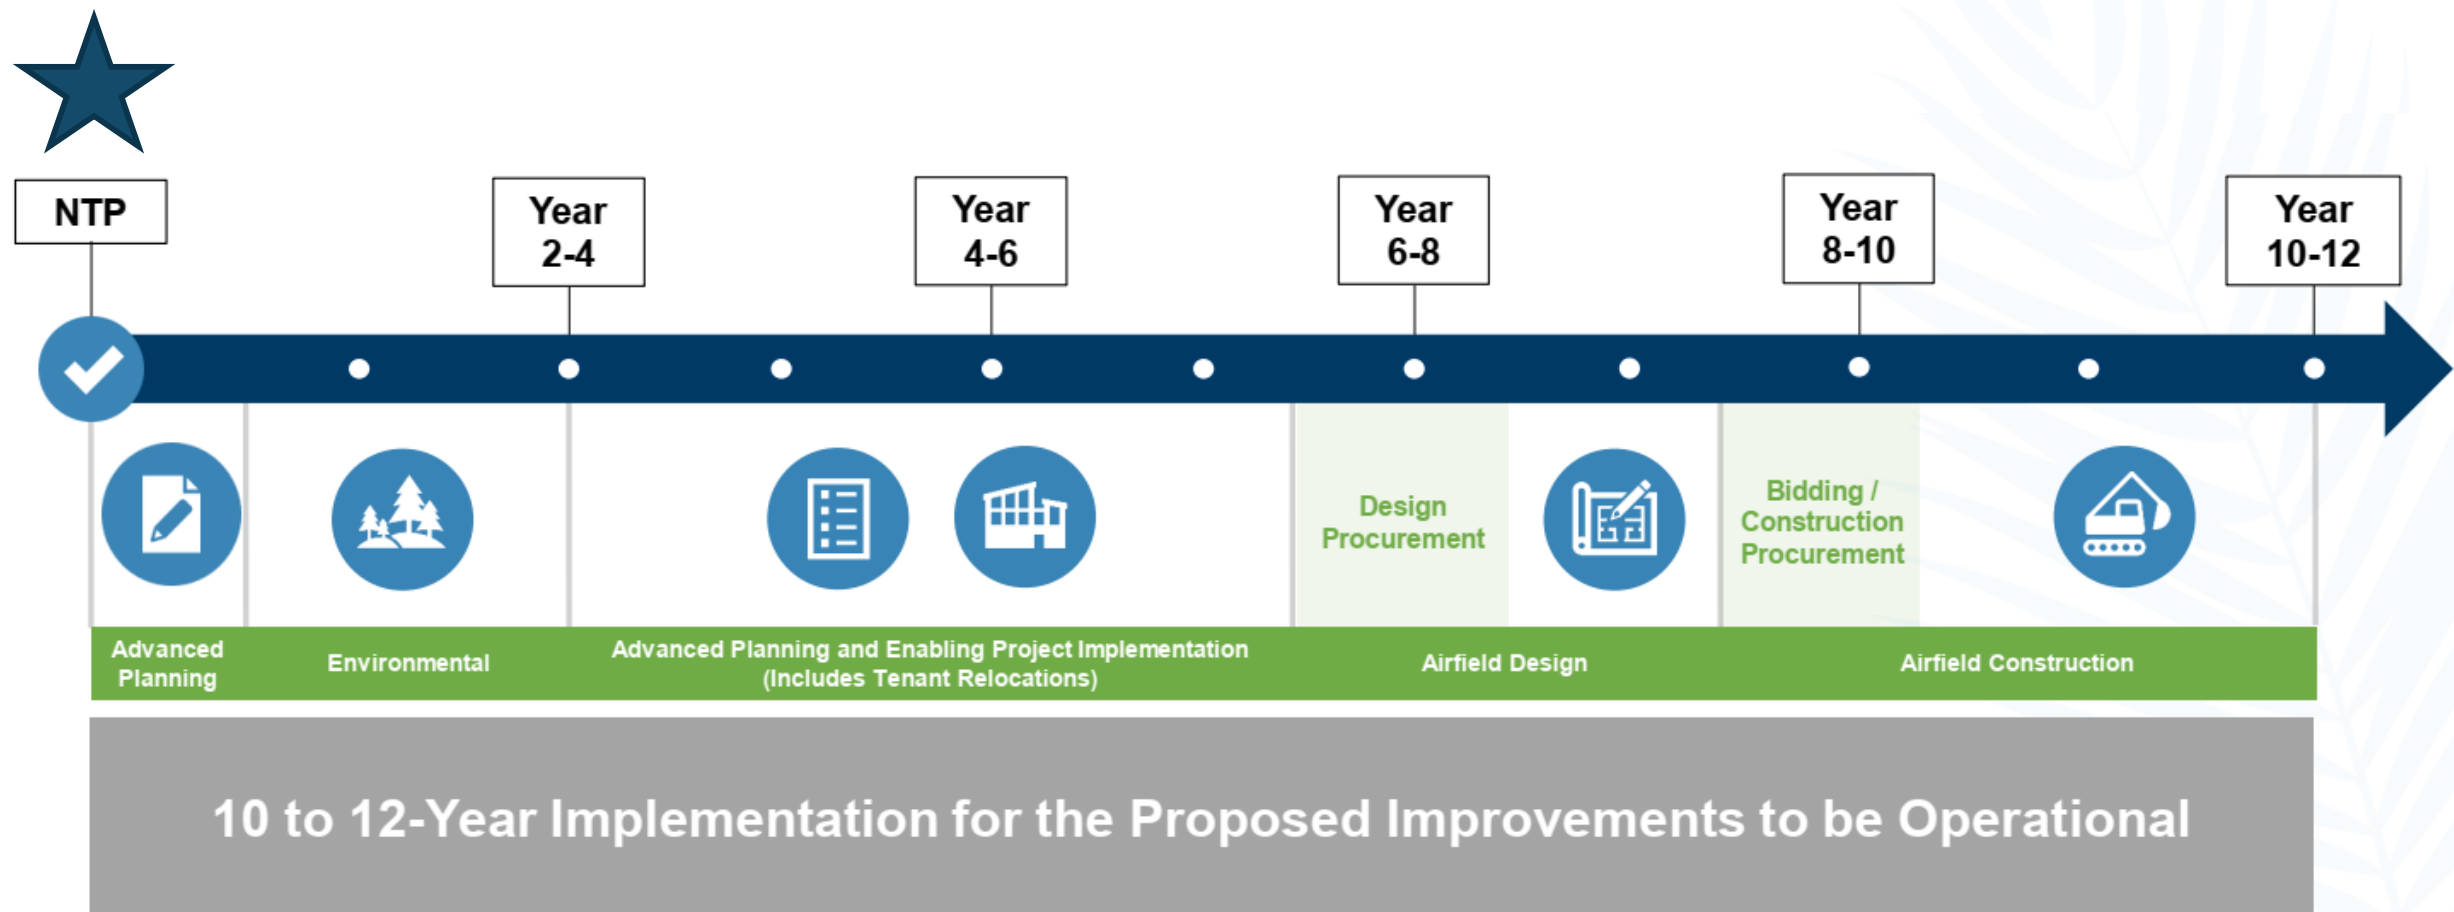 NTP
Year
2-4
Year
4-6
Year
6-8
Year
8-10
Year
10-12
Design
Procurement
Bidding /
Construction
Procurement
Advanced
Planning
Environmental
Advanced Planning and Enabling Project Implementation
(Includes Tenant Relocations)
Airfield Design
Airfield Construction
10 to 12-Year Implementation for the Proposed Improvements to be Operational